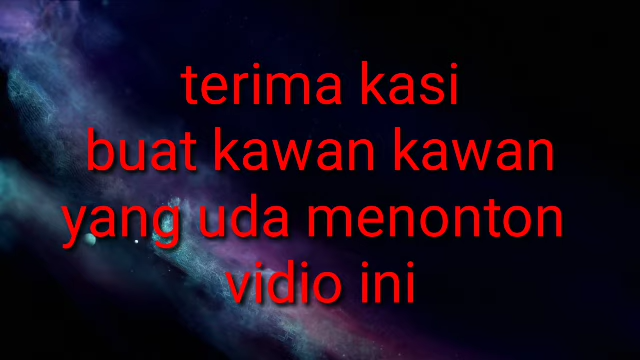 terima kasi
buat kawan kawan
yang uda menonton
vidio ini